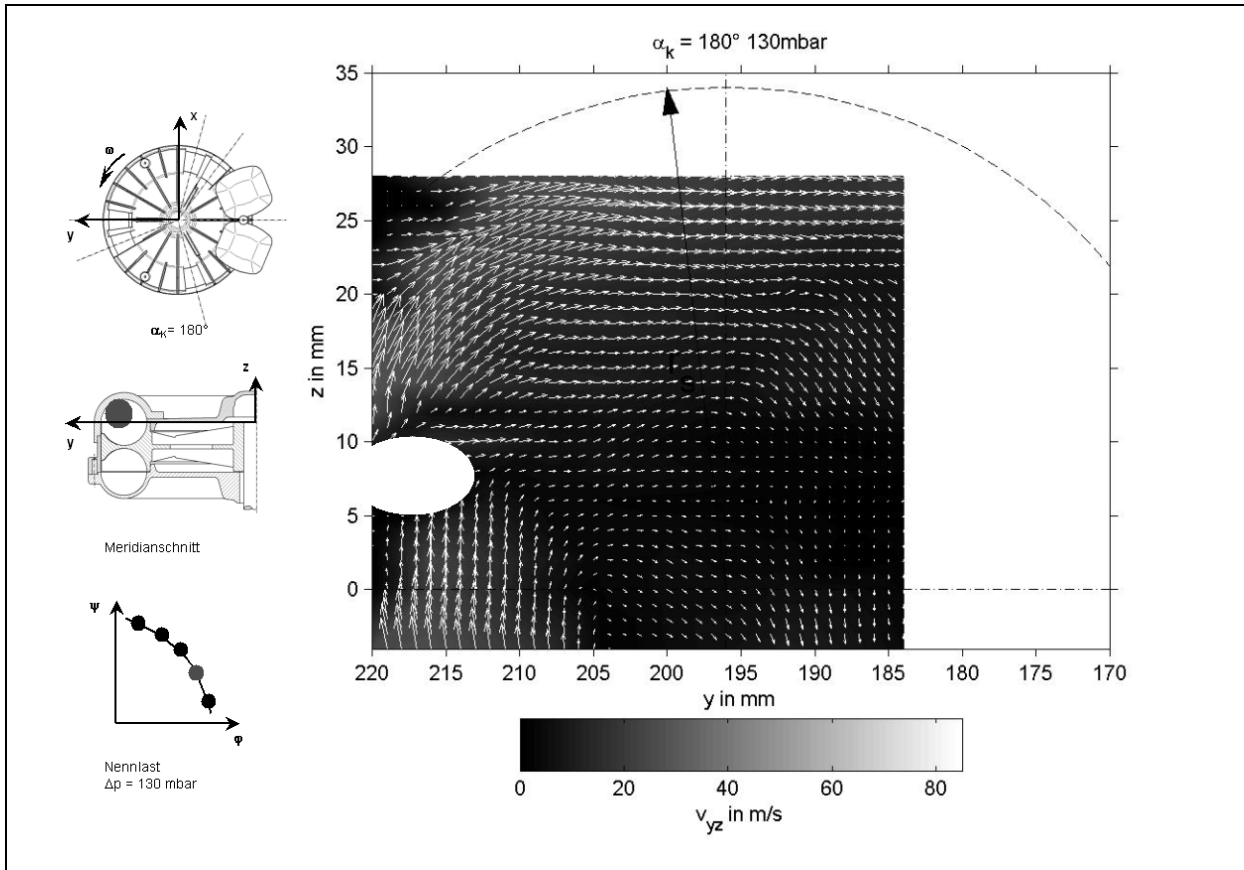 αk = 180° 130mbar
x
ω
y
αK= 180°
z
y
Meridianschnitt
ψ
φ
Nennlast
Δp = 130 mbar
35
30
25
20
15
10
5
0
z in mm
rS
220 215 210 205 200 195 190 185 180 175 170
y in mm
0 20 40 60 80
vyz in m/s